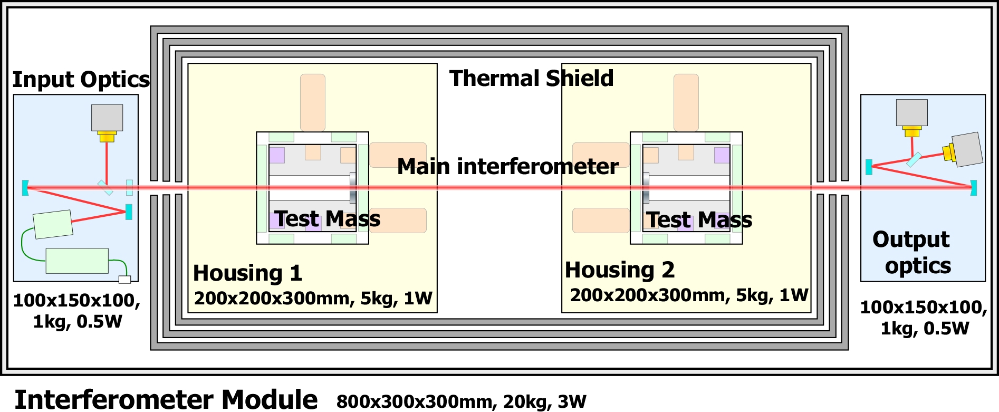 Input Optics
Thermal Shield
Main interferometer
Test Mass
Test Mass
Output
optics
Housing 1
200x200x300mm, 5kg, 1W
Housing 2
200x200x300mm, 5kg, 1W
100x150x100,
1kg, 0.5W
100x150x100,
1kg, 0.5W
Interferometer Module 800x300x300mm, 20kg, 3W